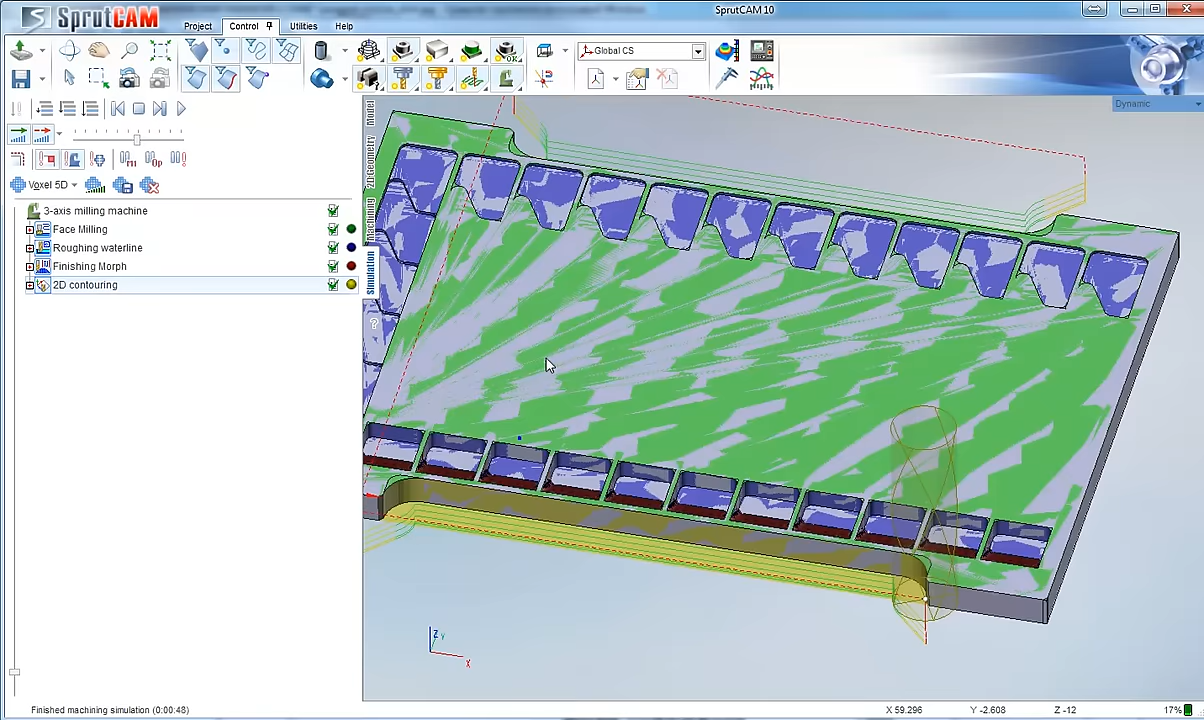 SprutCAM
SprutCAM 10
Project
Control
Utilities
Help
Global CS
OK
Dynamic
Voxel 5D
3-axis milling machine
Face Milling
Roughing waterline
Finishing Morph
2D contouring
Model
2D Geometry
Machining
Simulation
?
Z
Y
X
Finished machining simulation (0:00:48)
X 59.296
Y -2.608
Z -12
17%